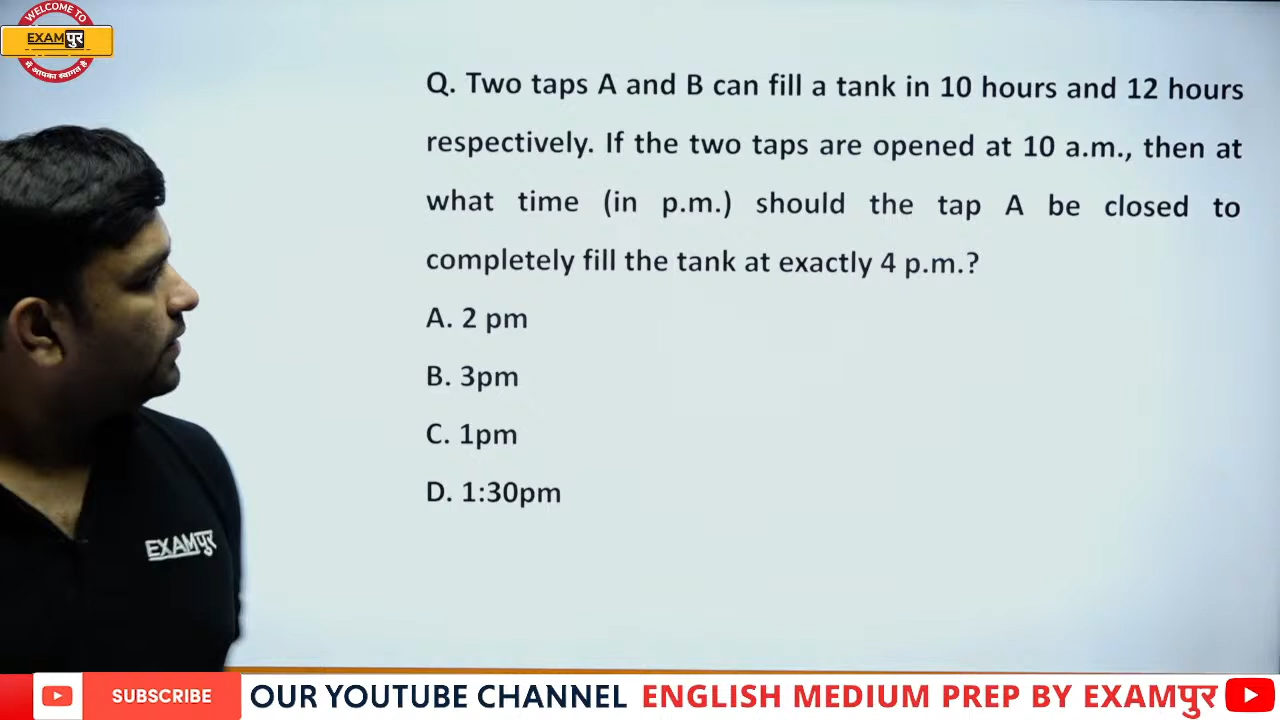 WELCOME TO
EXAMपुर
में आपका स्वागत है
Q. Two taps A and B can fill a tank in 10 hours and 12 hours
respectively. If the two taps are opened at 10 a.m., then at
what time (in p.m.) should the tap A be closed to
completely fill the tank at exactly 4 p.m.?
A. 2 pm
B. 3pm
C. 1pm
D. 1:30pm
EXAMपुर
SUBSCRIBE OUR YOUTUBE CHANNEL ENGLISH MEDIUM PREP BY EXAMपुर